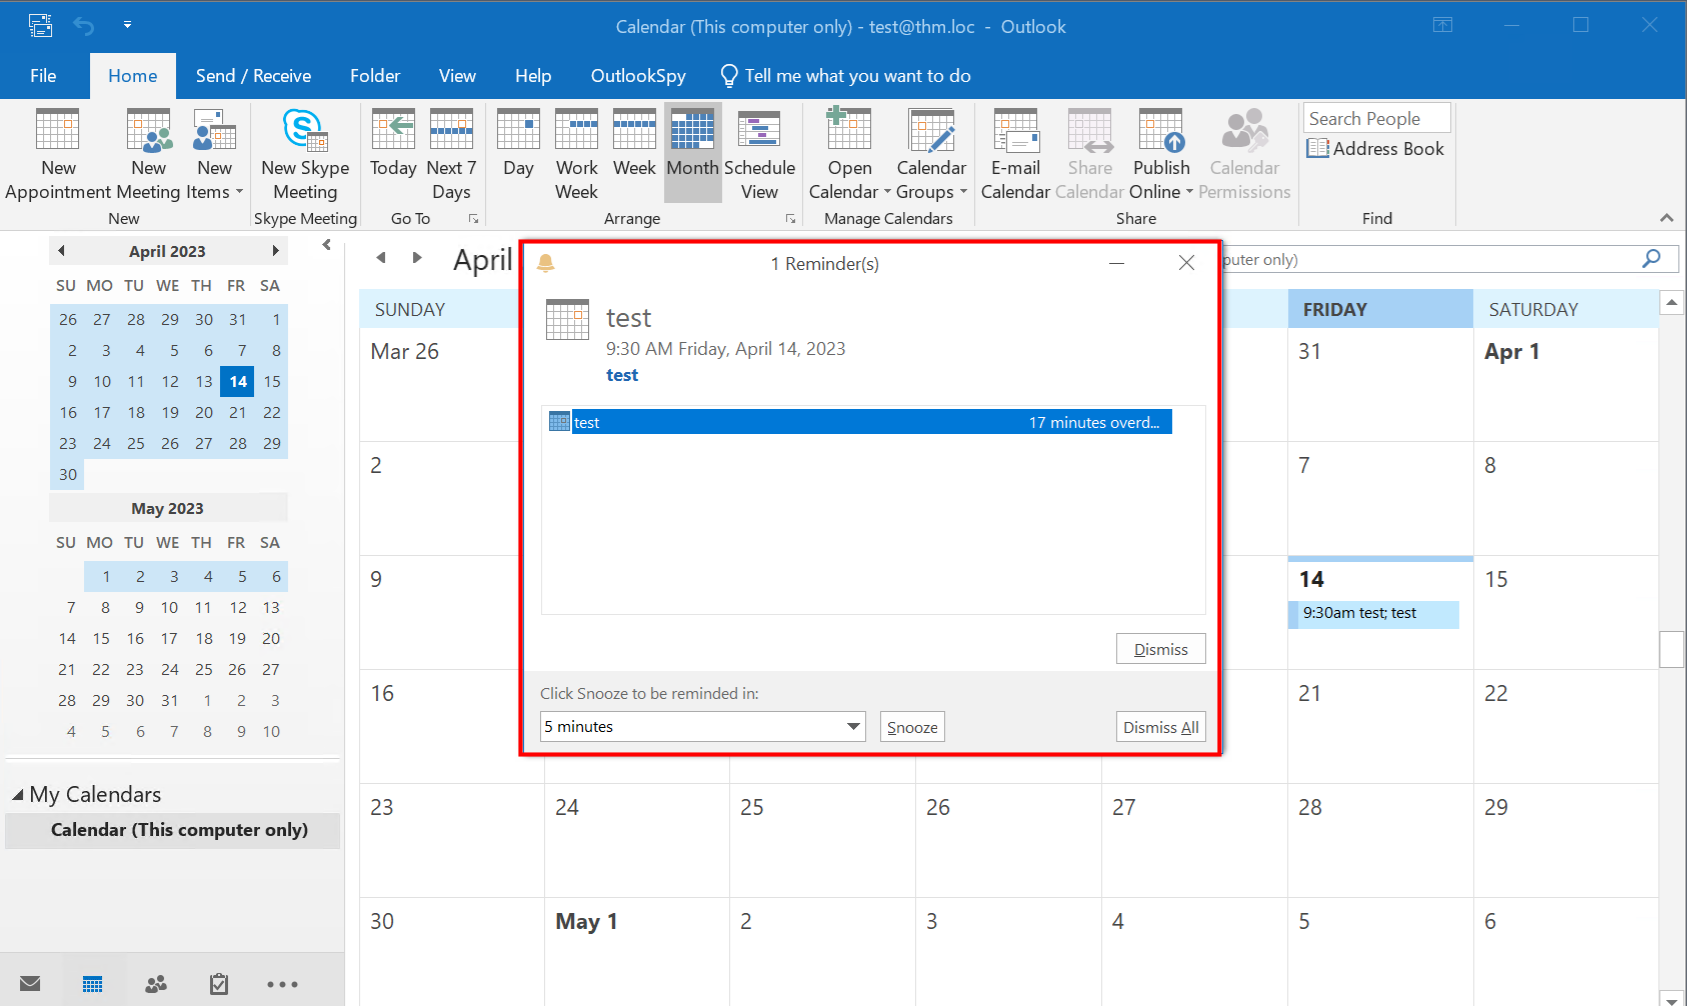 Calendar (This computer only) - test@thm.loc - Outlook
File Home Send / Receive Folder View Help OutlookSpy Tell me what you want to do
New Appointment
New Meeting
New Items
New
New Skype Meeting
Skype Meeting
Today
Next 7 Days
Go To
Day
Work Week
Week
Month
Schedule View
Arrange
Open Calendar
Calendar Groups
Manage Calendars
E-mail Calendar
Share Calendar
Publish Online
Calendar Permissions
Share
Search People
Address Book
Find
April 2023
SU MO TU WE TH FR SA
26 27 28 29 30 31 1
2 3 4 5 6 7 8
9 10 11 12 13 14 15
16 17 18 19 20 21 22
23 24 25 26 27 28 29
30
May 2023
SU MO TU WE TH FR SA
1 2 3 4 5 6
7 8 9 10 11 12 13
14 15 16 17 18 19 20
21 22 23 24 25 26 27
28 29 30 31 1 2 3
4 5 6 7 8 9 10
My Calendars
Calendar (This computer only)
April
puter only)
SUNDAY FRIDAY SATURDAY
Mar 26 31 Apr 1
2 7 8
9 14 15
9:30am test; test
16 21 22
23 24 25 26 27 28 29
30 May 1 2 3 4 5 6
1 Reminder(s)
test
9:30 AM Friday, April 14, 2023
test
test 17 minutes overd...
Dismiss
Click Snooze to be reminded in:
5 minutes Snooze Dismiss All